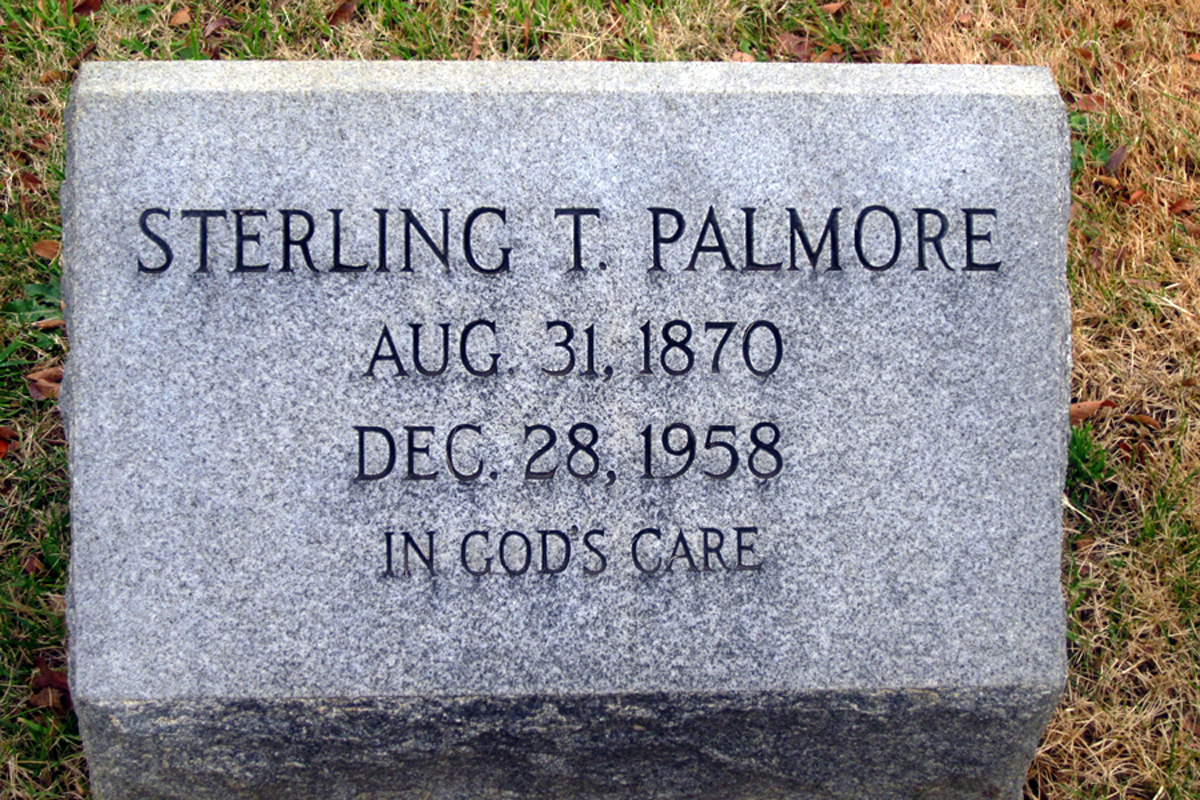 STERLING T. PALMORE
AUG. 31, 1870
DEC. 28, 1958
IN GOD'S CARE